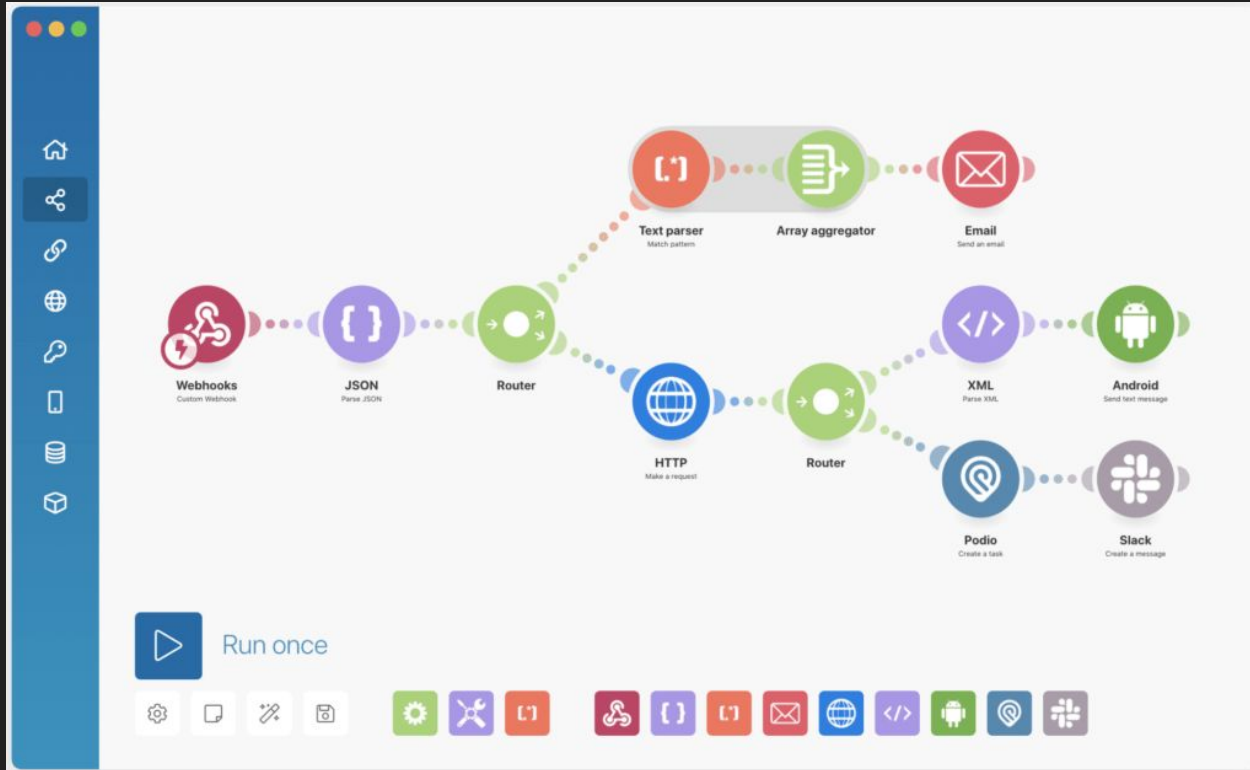 Text parser
Match pattern
Array aggregator
Email
Send an email
Webhooks
Custom Webhook
JSON
Parse JSON
Router
XML
Parse XML
Android
Send text message
HTTP
Make a request
Router
Podio
Create a task
Slack
Create a message
Run once